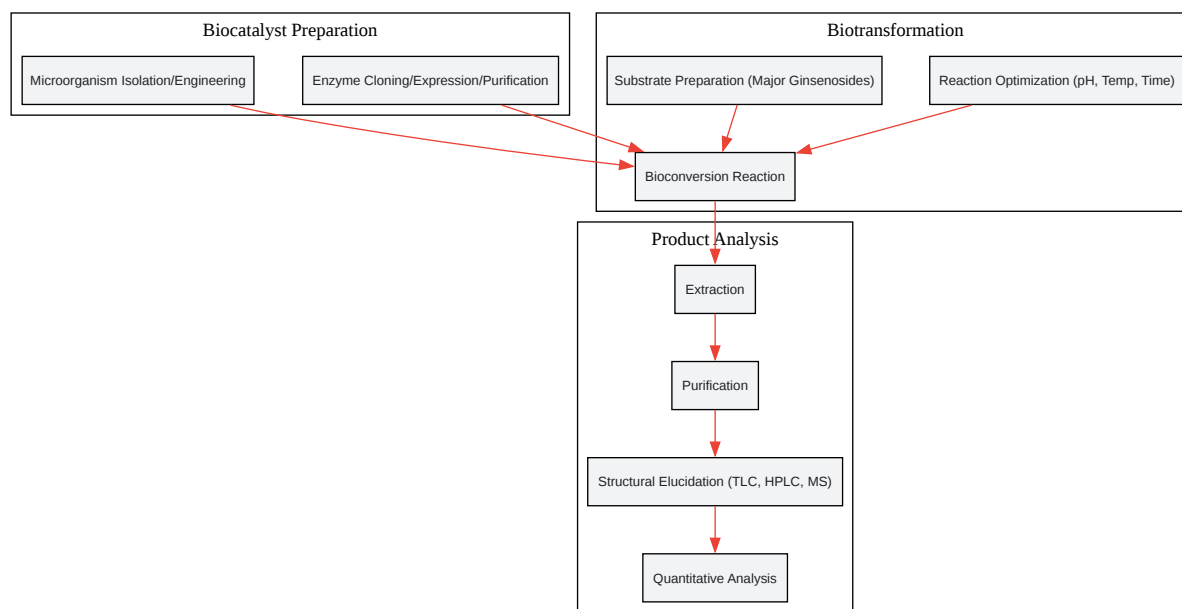 Biocatalyst Preparation
Microorganism Isolation/Engineering
Enzyme Cloning/Expression/Purification
Biotransformation
Substrate Preparation (Major Ginsenosides)
Reaction Optimization (pH, Temp, Time)
Bioconversion Reaction
Product Analysis
Extraction
Purification
Structural Elucidation (TLC, HPLC, MS)
Quantitative Analysis